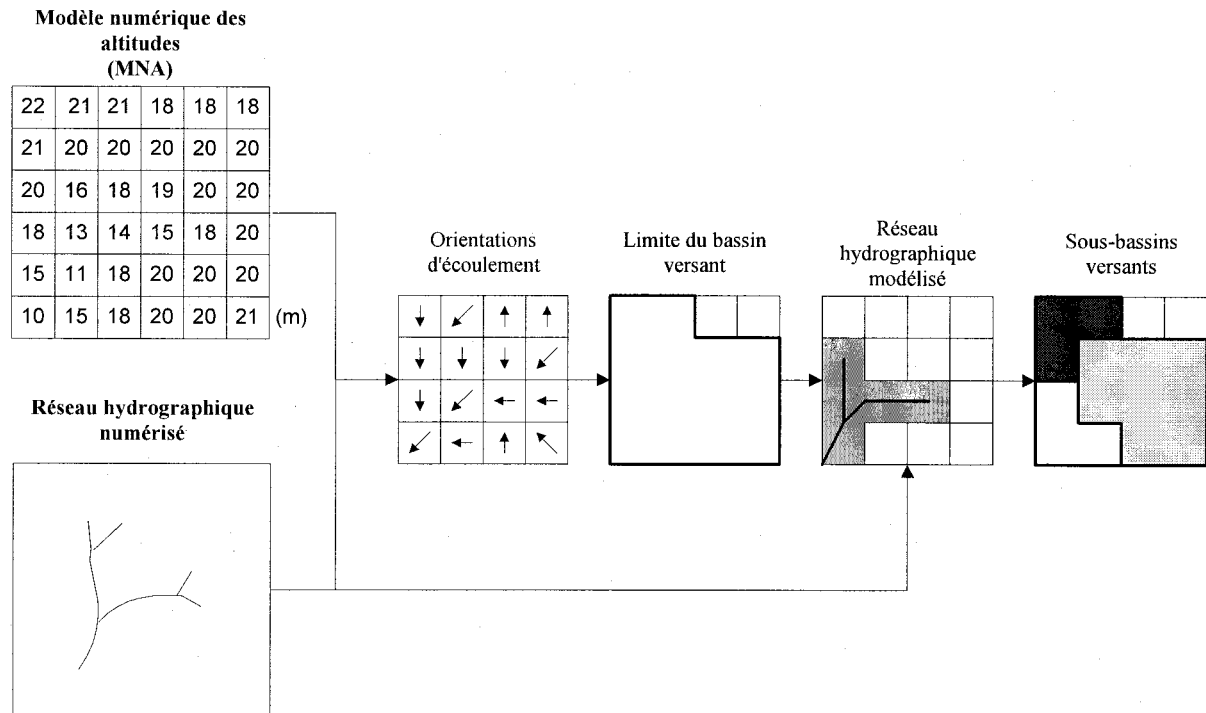 Modèle numérique des
altitudes
(MNA)
22 21 21 18 18 18
21 20 20 20 20 20
20 16 18 19 20 20
18 13 14 15 18 20
15 11 18 20 20 20
10 15 18 20 20 21 (m)
Orientations
d'écoulement
Limite du bassin
versant
Réseau
hydrographique
modélisé
Sous-bassins
versants
Réseau hydrographique
numérisé